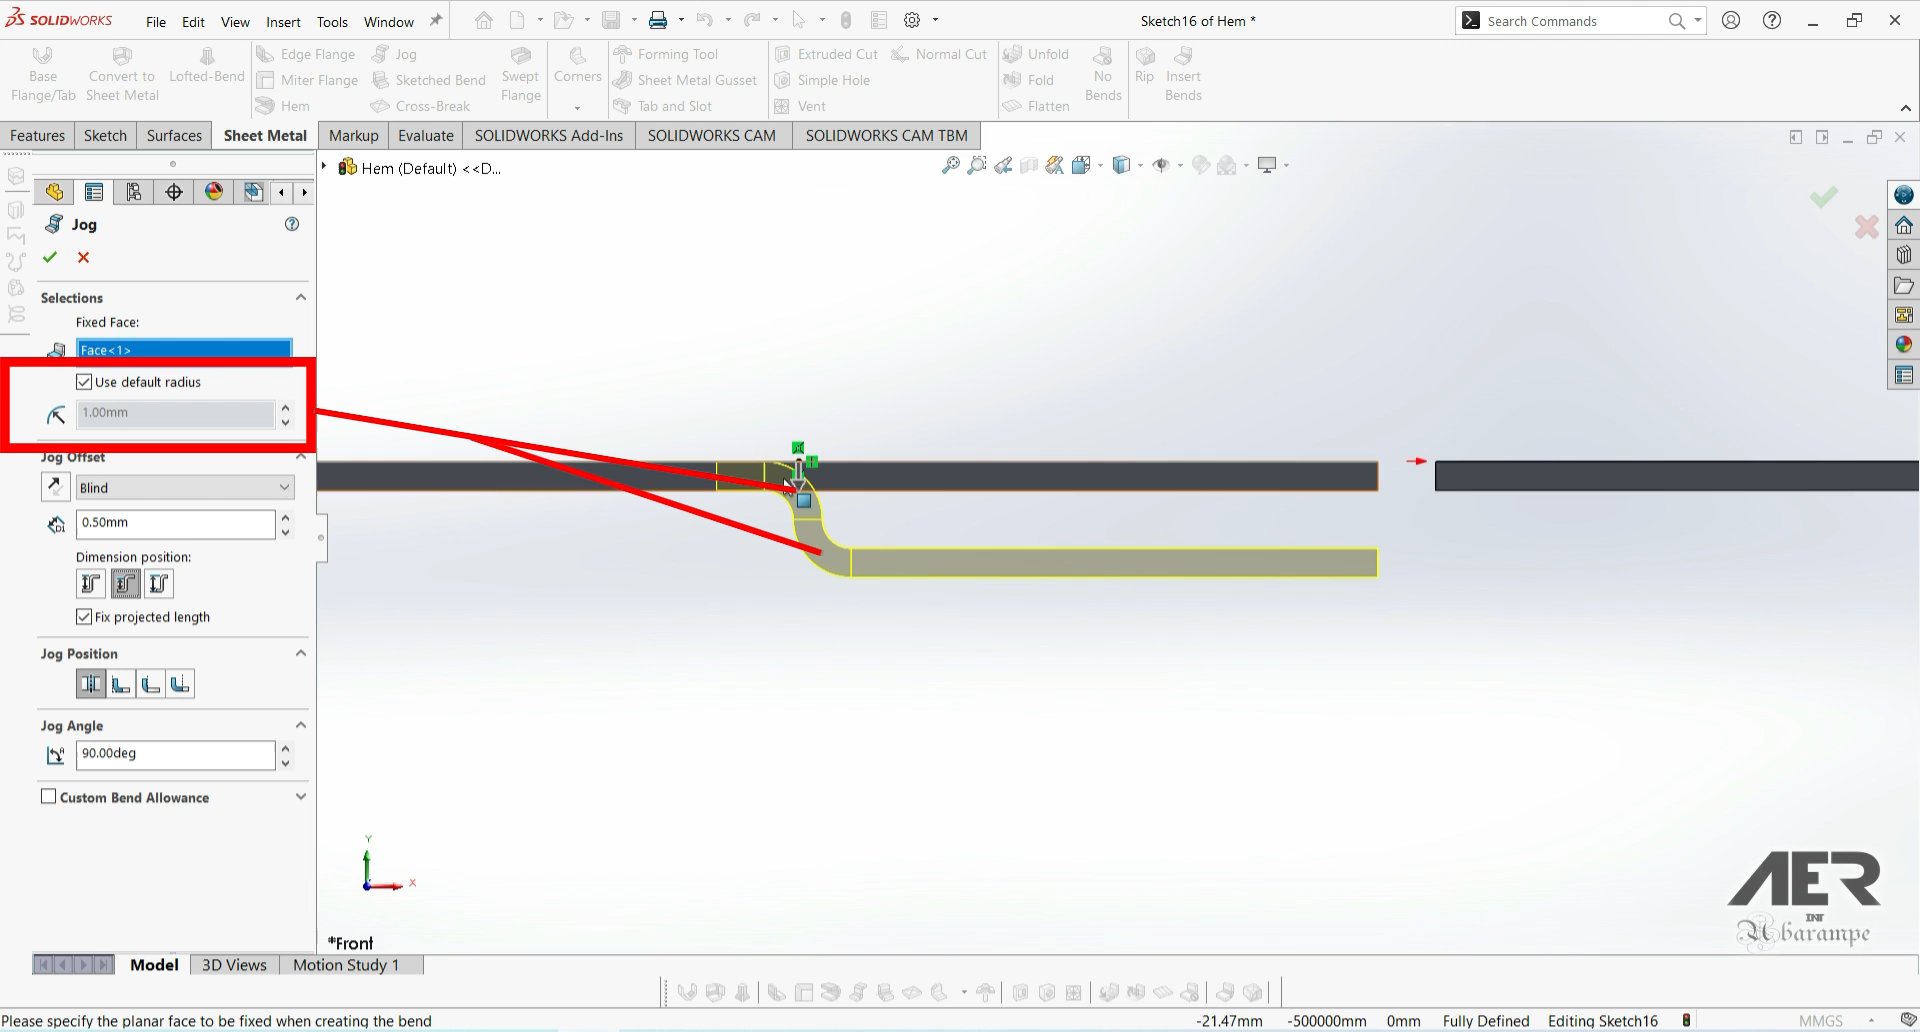 SOLIDWORKS File Edit View Insert Tools Window Sketch16 of Hem * Search Commands
Base Flange/Tab
Convert to Sheet Metal
Lofted-Bend
Edge Flange
Miter Flange
Hem
Jog
Sketched Bend
Cross-Break
Swept Flange
Corners
Forming Tool
Sheet Metal Gusset
Tab and Slot
Extruded Cut
Simple Hole
Vent
Normal Cut
Unfold
Fold
Flatten
No Bends
Rip
Insert Bends
Features Sketch Surfaces Sheet Metal Markup Evaluate SOLIDWORKS Add-Ins SOLIDWORKS CAM SOLIDWORKS CAM TBM
Hem (Default) <<D...
Jog
Selections
Fixed Face:
Face<1>
Use default radius
1.00mm
Jog Offset
Blind
0.50mm
Dimension position:
Fix projected length
Jog Position
Jog Angle
90.00deg
Custom Bend Allowance
Y
X
*Front
AER
INT
Abarampe
Model 3D Views Motion Study 1
Please specify the planar face to be fixed when creating the bend -21.47mm -500000mm 0mm Fully Defined Editing Sketch16 MMGS